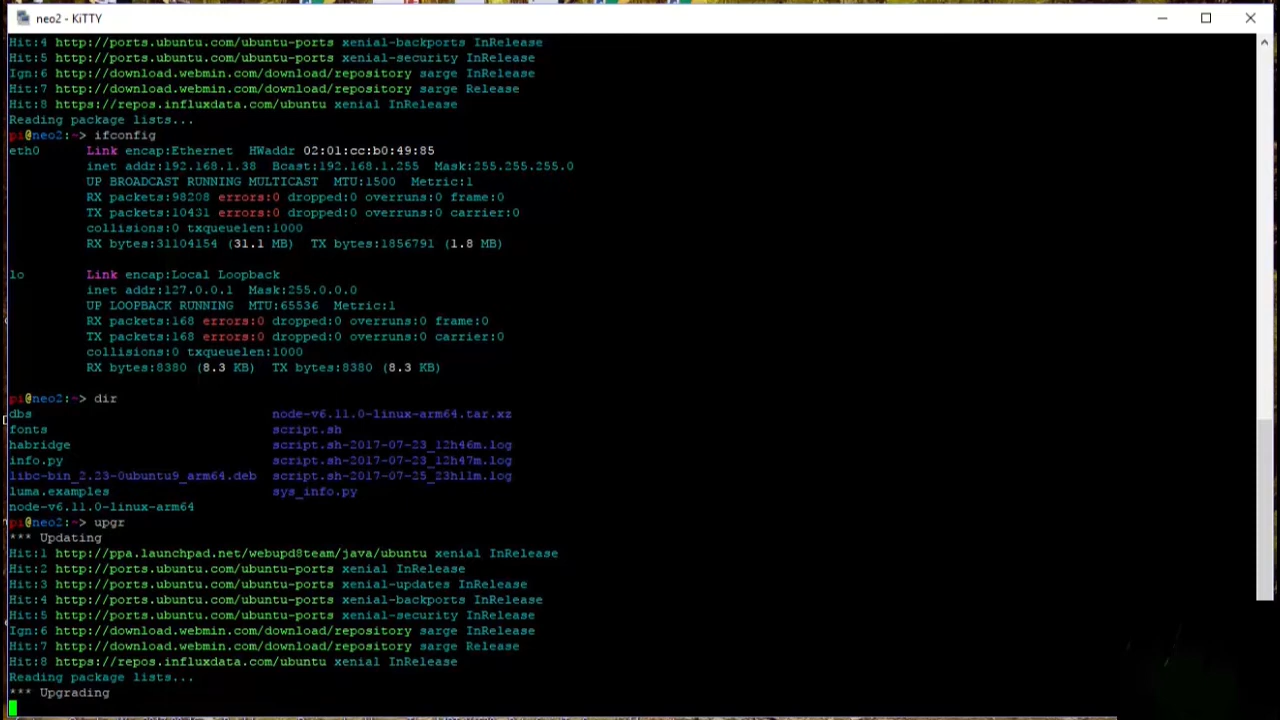 neo2 - KiTTY
Hit:4 http://ports.ubuntu.com/ubuntu-ports xenial-backports InRelease
Hit:5 http://ports.ubuntu.com/ubuntu-ports xenial-security InRelease
Ign:6 http://download.webmin.com/download/repository sarge InRelease
Hit:7 http://download.webmin.com/download/repository sarge Release
Hit:8 https://repos.influxdata.com/ubuntu xenial InRelease
Reading package lists...
pi@neo2:~> ifconfig
eth0      Link encap:Ethernet  HWaddr 02:01:cc:b0:49:85
          inet addr:192.168.1.38  Bcast:192.168.1.255  Mask:255.255.255.0
          UP BROADCAST RUNNING MULTICAST  MTU:1500  Metric:1
          RX packets:98208 errors:0 dropped:0 overruns:0 frame:0
          TX packets:10431 errors:0 dropped:0 overruns:0 carrier:0
          collisions:0 txqueuelen:1000
          RX bytes:31104154 (31.1 MB)  TX bytes:1856791 (1.8 MB)
lo        Link encap:Local Loopback
          inet addr:127.0.0.1  Mask:255.0.0.0
          UP LOOPBACK RUNNING  MTU:65536  Metric:1
          RX packets:168 errors:0 dropped:0 overruns:0 frame:0
          TX packets:168 errors:0 dropped:0 overruns:0 carrier:0
          collisions:0 txqueuelen:1000
          RX bytes:8380 (8.3 KB)  TX bytes:8380 (8.3 KB)
pi@neo2:~> dir
dbs                               node-v6.11.0-linux-arm64.tar.xz
fonts                             script.sh
habridge                          script.sh-2017-07-23_12h46m.log
info.py                           script.sh-2017-07-23_12h47m.log
libc-bin_2.23-0ubuntu9_arm64.deb  script.sh-2017-07-25_23h11m.log
luma.examples                     sys_info.py
node-v6.11.0-linux-arm64
pi@neo2:~> upgr
*** Updating
Hit:1 http://ppa.launchpad.net/webupd8team/java/ubuntu xenial InRelease
Hit:2 http://ports.ubuntu.com/ubuntu-ports xenial InRelease
Hit:3 http://ports.ubuntu.com/ubuntu-ports xenial-updates InRelease
Hit:4 http://ports.ubuntu.com/ubuntu-ports xenial-backports InRelease
Hit:5 http://ports.ubuntu.com/ubuntu-ports xenial-security InRelease
Ign:6 http://download.webmin.com/download/repository sarge InRelease
Hit:7 http://download.webmin.com/download/repository sarge Release
Hit:8 https://repos.influxdata.com/ubuntu xenial InRelease
Reading package lists...
*** Upgrading